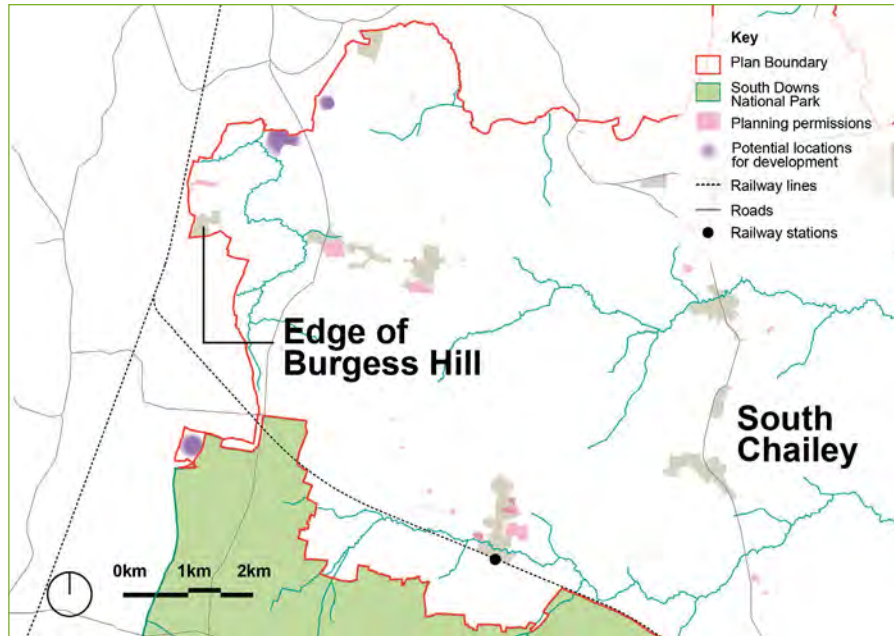 Key
Plan Boundary
South Downs
National Park
Planning permissions
Potential locations
for development
Railway lines
Roads
Railway stations
Edge of
Burgess Hill
South
Chailey
0km 1km 2km